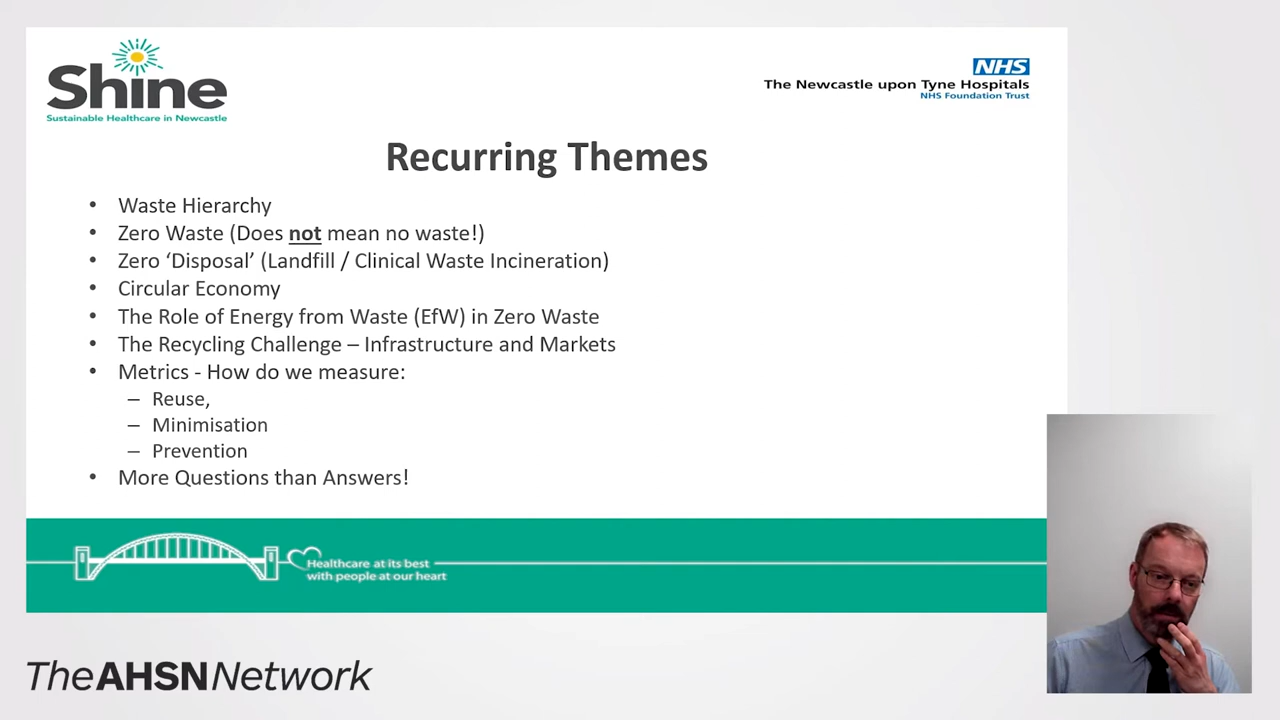 Shine
Sustainable Healthcare in Newcastle
NHS
The Newcastle upon Tyne Hospitals
NHS Foundation Trust
Recurring Themes
• Waste Hierarchy
• Zero Waste (Does not mean no waste!)
• Zero ‘Disposal’ (Landfill / Clinical Waste Incineration)
• Circular Economy
• The Role of Energy from Waste (EfW) in Zero Waste
• The Recycling Challenge – Infrastructure and Markets
• Metrics - How do we measure:
– Reuse,
– Minimisation
– Prevention
• More Questions than Answers!
Healthcare at its best
with people at our heart
TheAHSNNetwork